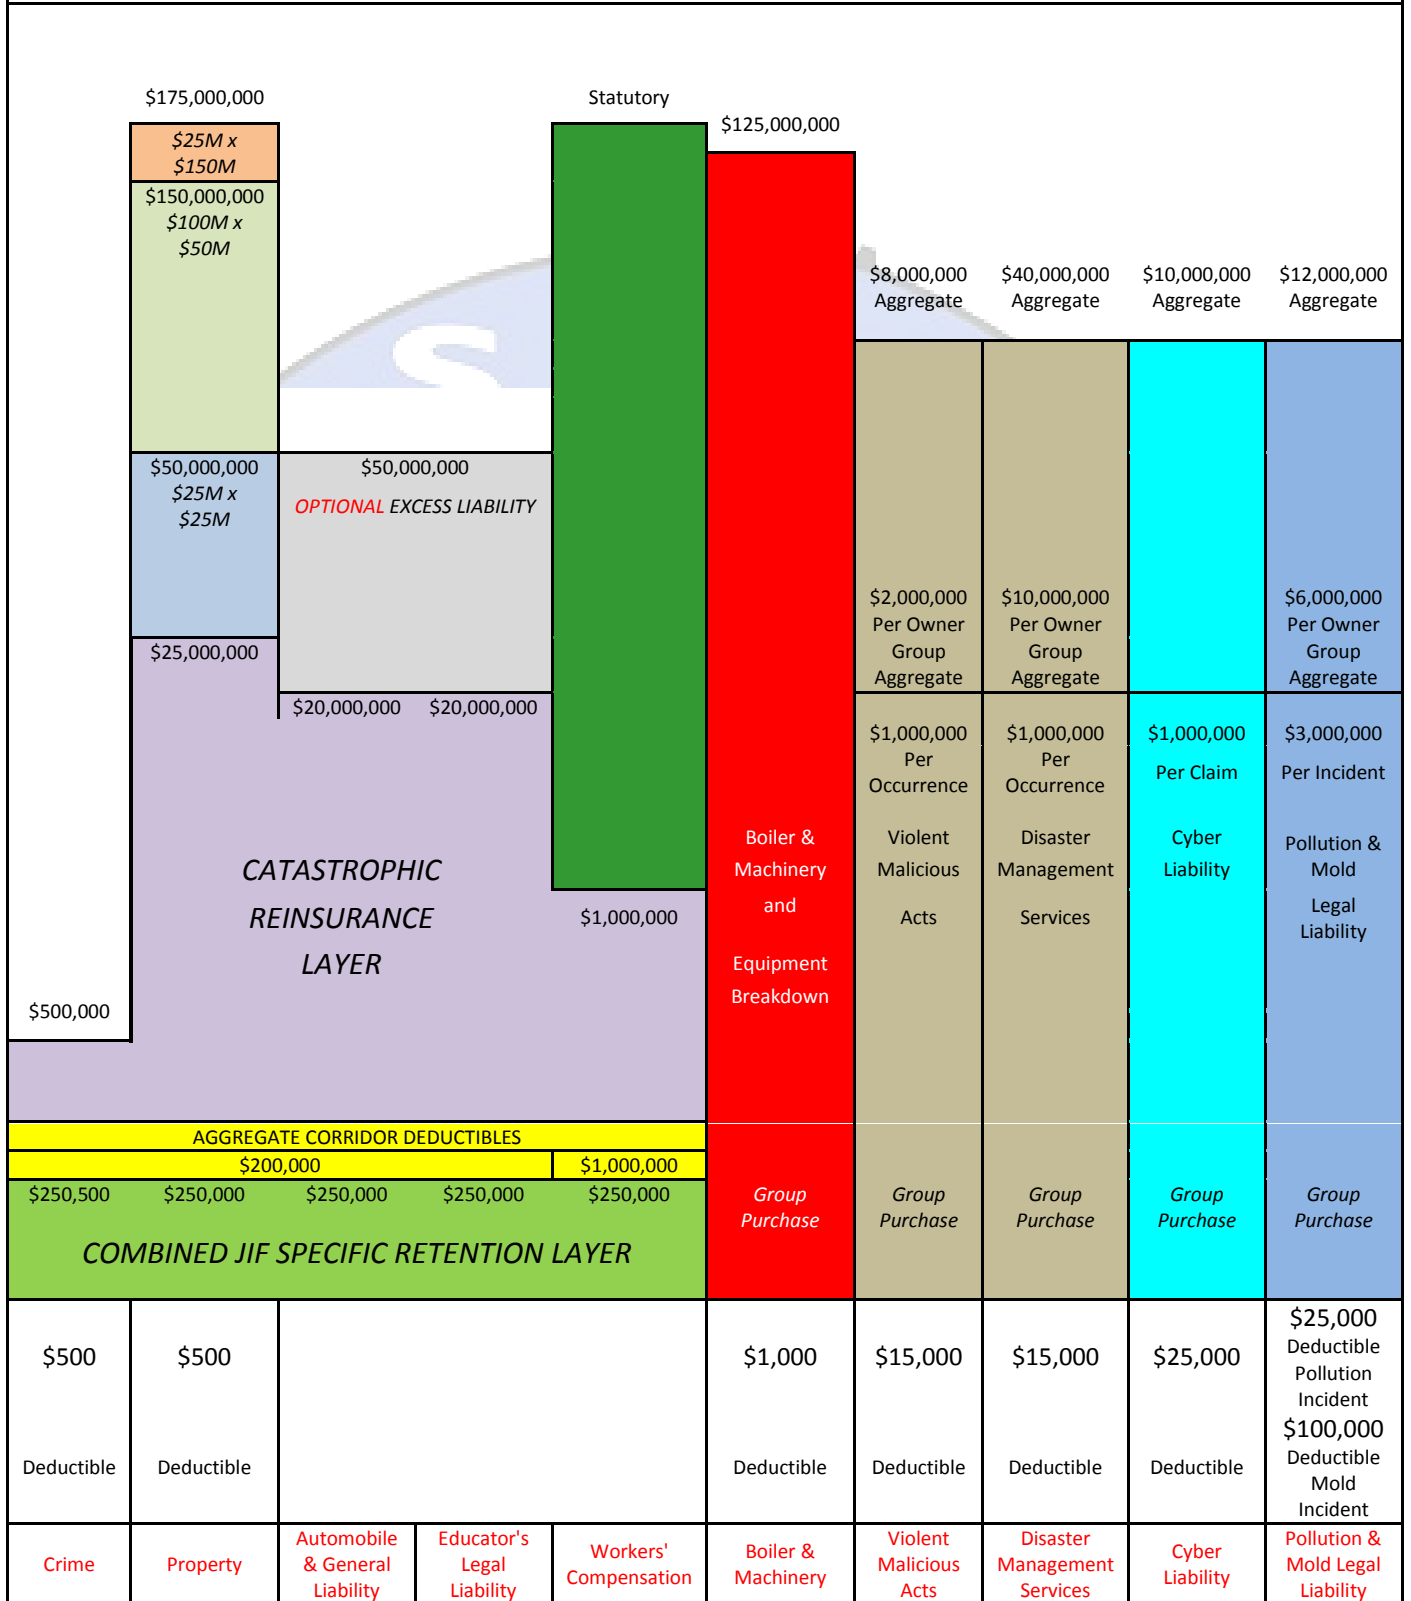 $175,000,000
Statutory
$125,000,000
$25M x
$150M
$150,000,000
$100M x
$50M
S
$8,000,000 $40,000,000 $10,000,000 $12,000,000
Aggregate Aggregate Aggregate Aggregate
$50,000,000 $50,000,000
$25M x
$25M
OPTIONAL EXCESS LIABILITY
$2,000,000 $10,000,000 $6,000,000
Per Owner Per Owner Per Owner
Group Group Group
Aggregate Aggregate Aggregate
$25,000,000
$20,000,000 $20,000,000
$1,000,000 $1,000,000 $1,000,000 $3,000,000
Per Per Per Claim Per Incident
Occurrence Occurrence
Boiler & Violent Disaster Cyber Pollution &
Machinery Malicious Management Liability Mold
and Acts Services Legal
Liability
Equipment
Breakdown
CATASTROPHIC
REINSURANCE
LAYER
$1,000,000
$500,000
AGGREGATE CORRIDOR DEDUCTIBLES
$200,000 $1,000,000
$250,500 $250,000 $250,000 $250,000 $250,000
Group Group Group Group Group
Purchase Purchase Purchase Purchase Purchase
COMBINED JIF SPECIFIC RETENTION LAYER
$500 $500 $1,000 $15,000 $15,000 $25,000 $25,000
Deductible
Pollution
Incident
$100,000
Deductible Deductible Deductible Deductible Deductible Deductible Deductible
Mold
Incident
Crime
Property
Automobile
& General
Liability
Educator's
Legal
Liability
Workers'
Compensation
Boiler &
Machinery
Violent
Malicious
Acts
Disaster
Management
Services
Cyber
Liability
Pollution &
Mold Legal
Liability